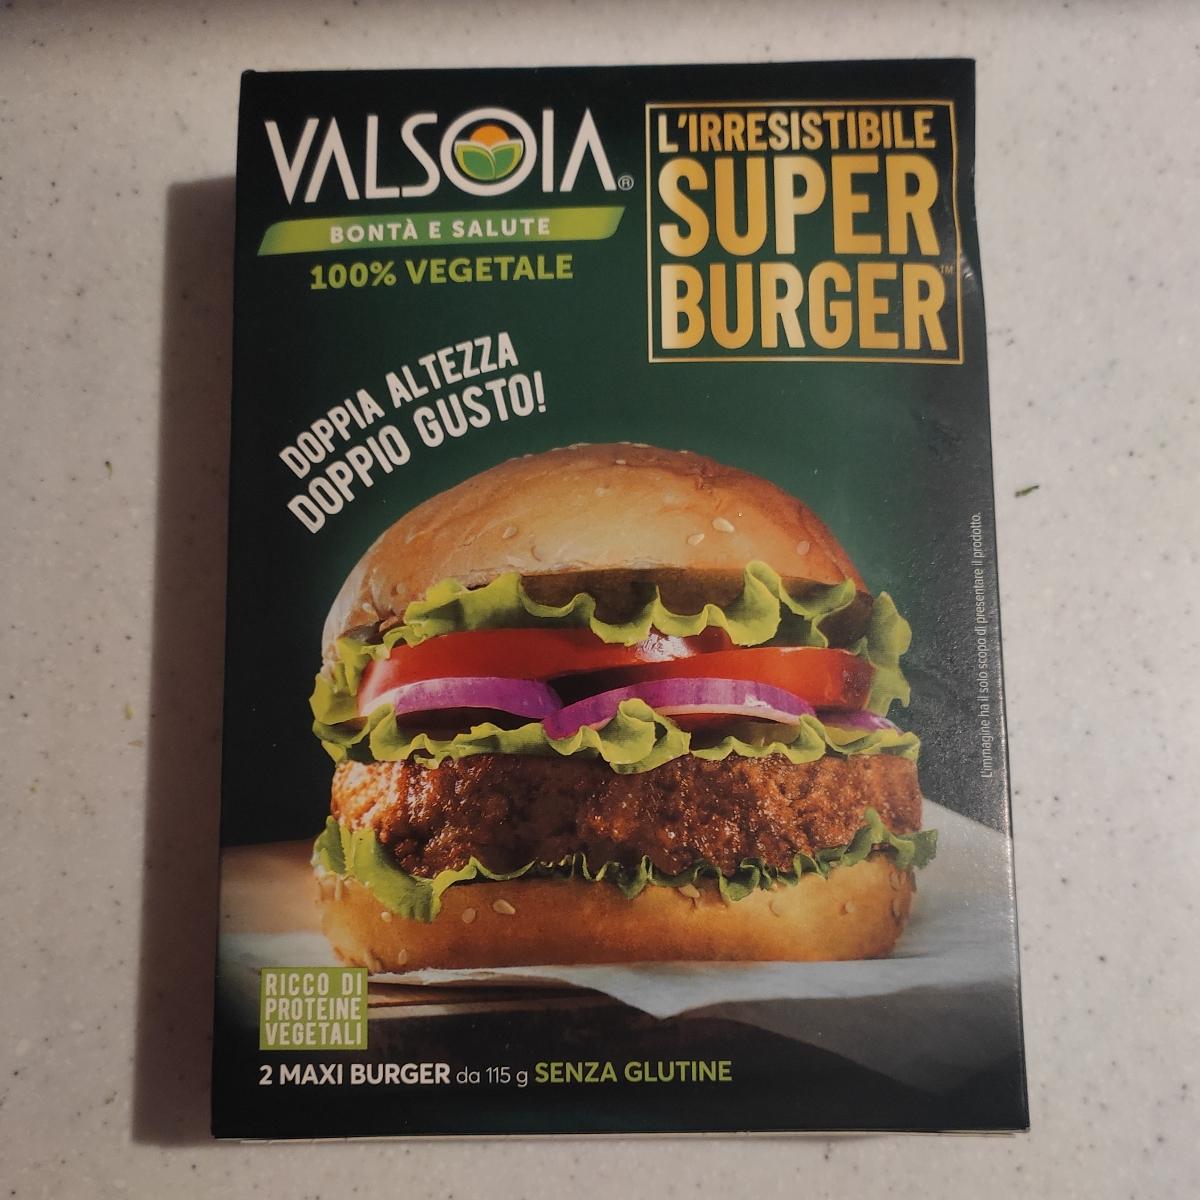 VALSOIA®
BONTÀ E SALUTE
100% VEGETALE
L'IRRESISTIBILE
SUPER
BURGER™
DOPPIA ALTEZZA
DOPPIO GUSTO!
L'immagine ha il solo scopo di presentare il prodotto.
RICCO DI
PROTEINE
VEGETALI
2 MAXI BURGER da 115 g SENZA GLUTINE